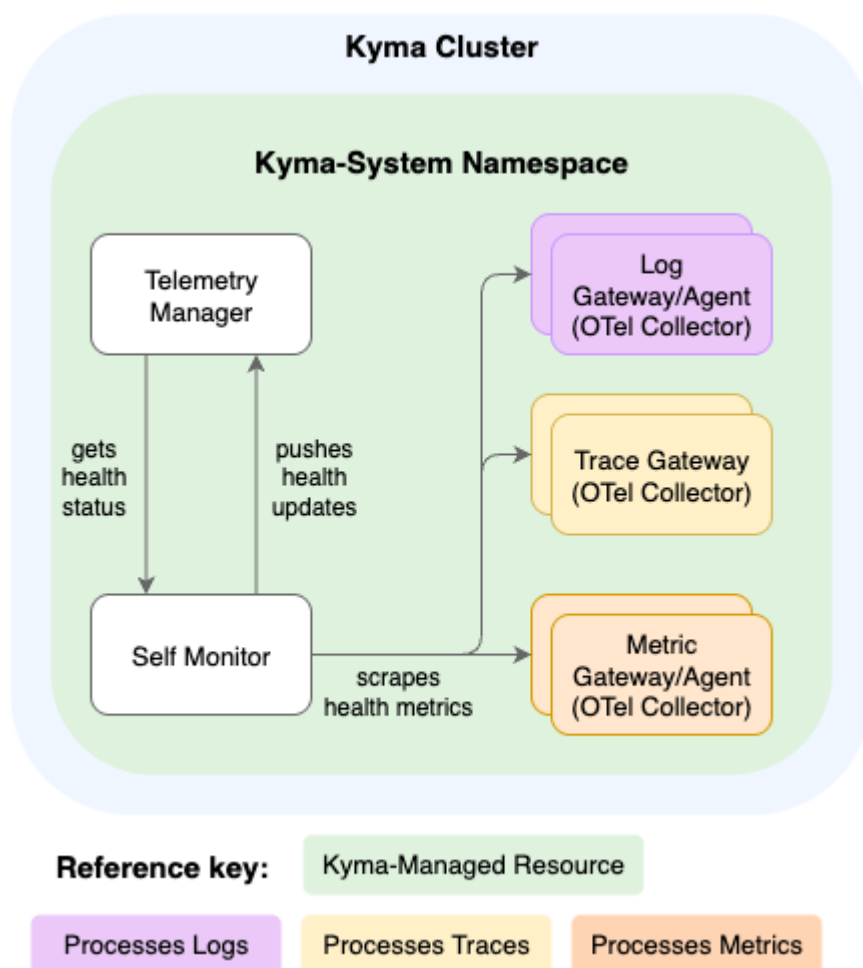 Kyma Cluster
Kyma-System Namespace
Telemetry
Manager
Log
Gateway/Agent
(OTel Collector)
gets
health
status
pushes
health
updates
Trace Gateway
(OTel Collector)
Self Monitor
scrapes
health metrics
Metric
Gateway/Agent
(OTel Collector)
Reference key:
Kyma-Managed Resource
Processes Logs
Processes Traces
Processes Metrics